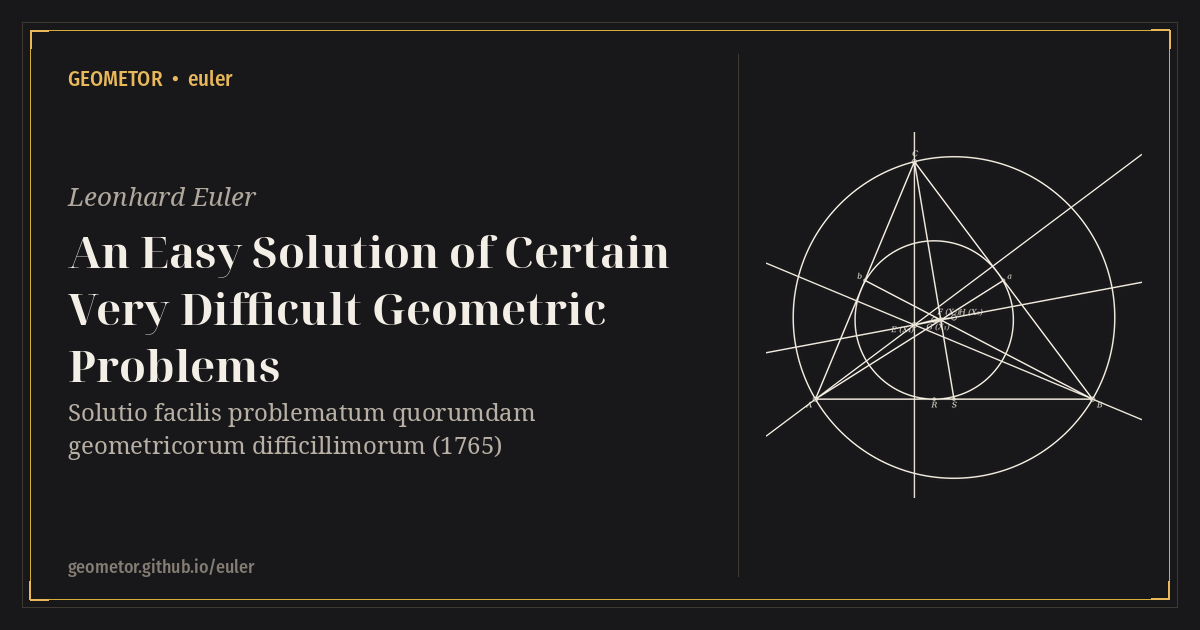 GEOMETOR • euler
Leonhard Euler
An Easy Solution of Certain
Very Difficult Geometric
Problems
Solutio facilis problematum quorumdam
geometricorum difficillimorum (1765)
geometor.github.io/euler
C
b
a
A
R
S
B